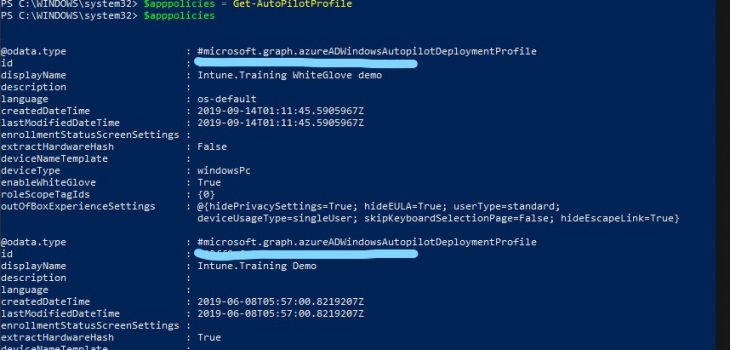 PS C:\WINDOWS\system32> $apppolicies = Get-AutoPilotProfile
PS C:\WINDOWS\system32> $apppolicies
@odata.type : #microsoft.graph.azureADWindowsAutopilotDeploymentProfile
id :
displayName : Intune.Training WhiteGlove demo
description :
language : os-default
createdDateTime : 2019-09-14T01:11:45.5905967Z
lastModifiedDateTime : 2019-09-14T01:11:45.5905967Z
enrollmentStatusScreenSettings :
extractHardwareHash : False
deviceNameTemplate :
deviceType : windowsPc
enableWhiteGlove : True
roleScopeTagIds : {0}
outOfBoxExperienceSettings : @{hidePrivacySettings=True; hideEULA=True; userType=standard;
deviceUsageType=singleUser; skipKeyboardSelectionPage=False; hideEscapeLink=True}
@odata.type : #microsoft.graph.azureADWindowsAutopilotDeploymentProfile
id :
displayName : Intune.Training Demo
description :
language :
createdDateTime : 2019-06-08T05:57:00.8219207Z
lastModifiedDateTime : 2019-06-08T05:57:00.8219207Z
enrollmentStatusScreenSettings :
extractHardwareHash : True
deviceNameTemplate :